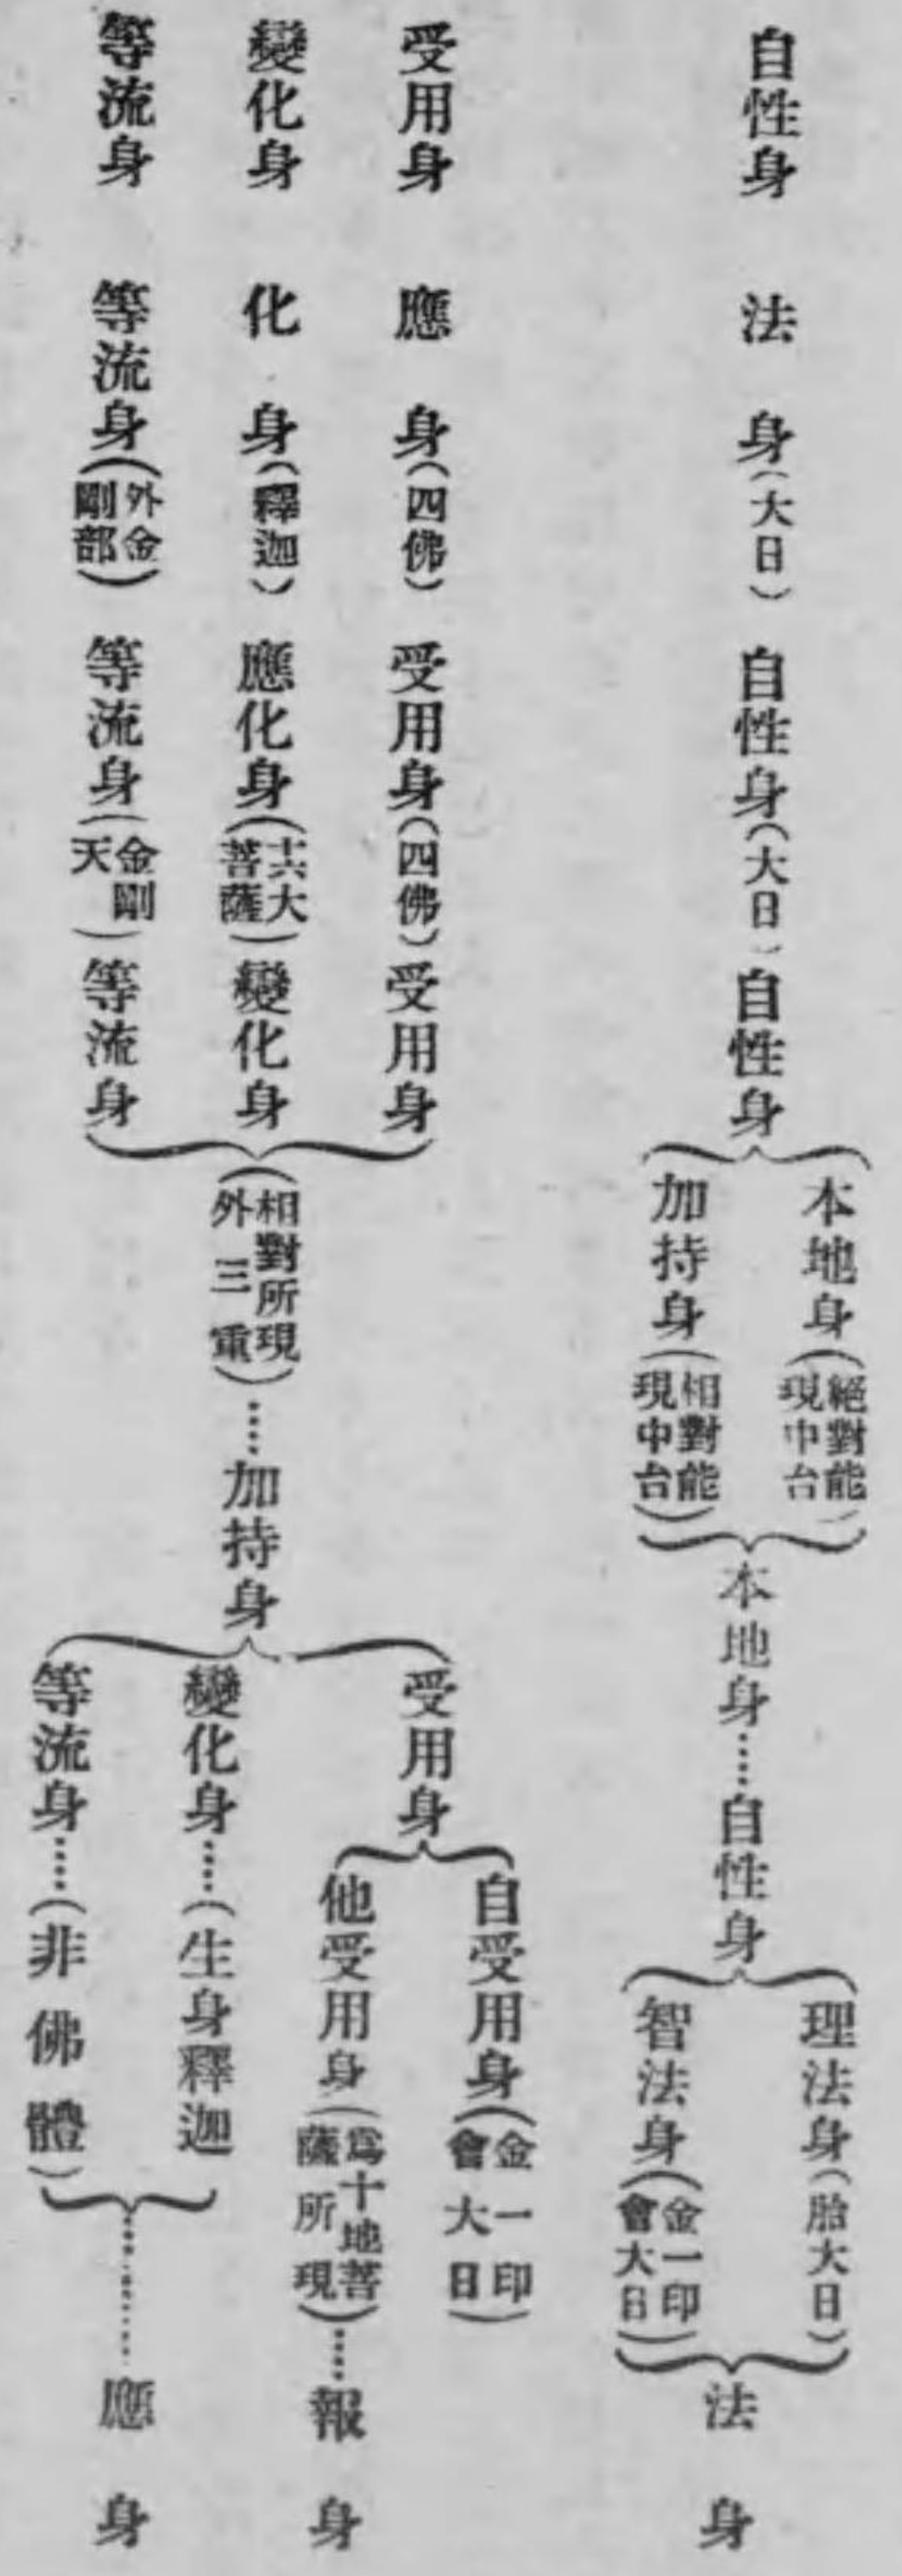 自性身　法身(大日)　自性身(大日)　自性身
本地身(絕對能現中台)
加持身(相對能現中台)
本地身……自性身
理法身(胎大日)
智法身(金一印會大日)
法身
受用身　應身(四佛)　受用身(四佛)　受用身
變化身　化身(釋迦)　應化身(十六大菩薩)　變化身
等流身　等流身(外金剛部)　等流身(金剛天)　等流身
(相對所現外三重)……加持身
受用身
自受用身(金一印會大日)
他受用身(爲十地菩薩所現)……報身
變化身……(生身釋迦
等流身……(非佛體)
……應身